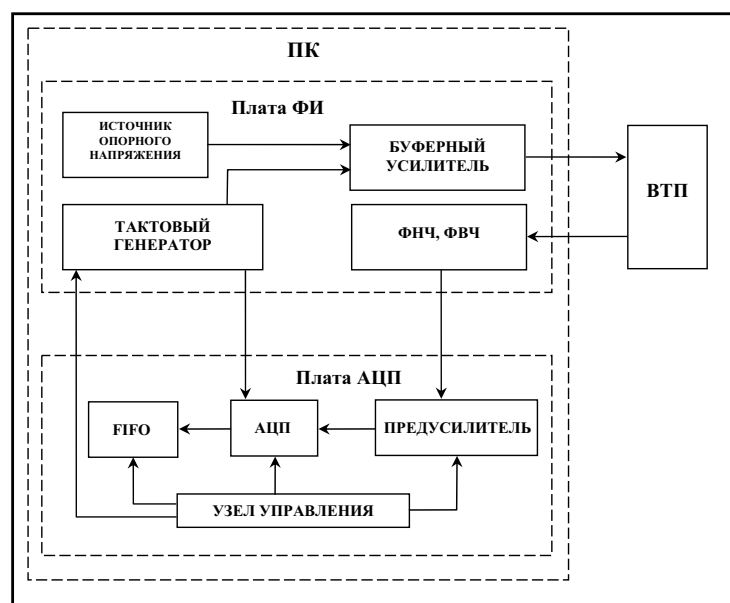 ПК
Плата ФИ
ИСТОЧНИК
ОПОРНОГО
НАПРЯЖЕНИЯ
БУФЕРНЫЙ
УСИЛИТЕЛЬ
ВТП
ТАКТОВЫЙ
ГЕНЕРАТОР
ФНЧ, ФВЧ
Плата АЦП
FIFO
АЦП
ПРЕДУСИЛИТЕЛЬ
УЗЕЛ УПРАВЛЕНИЯ